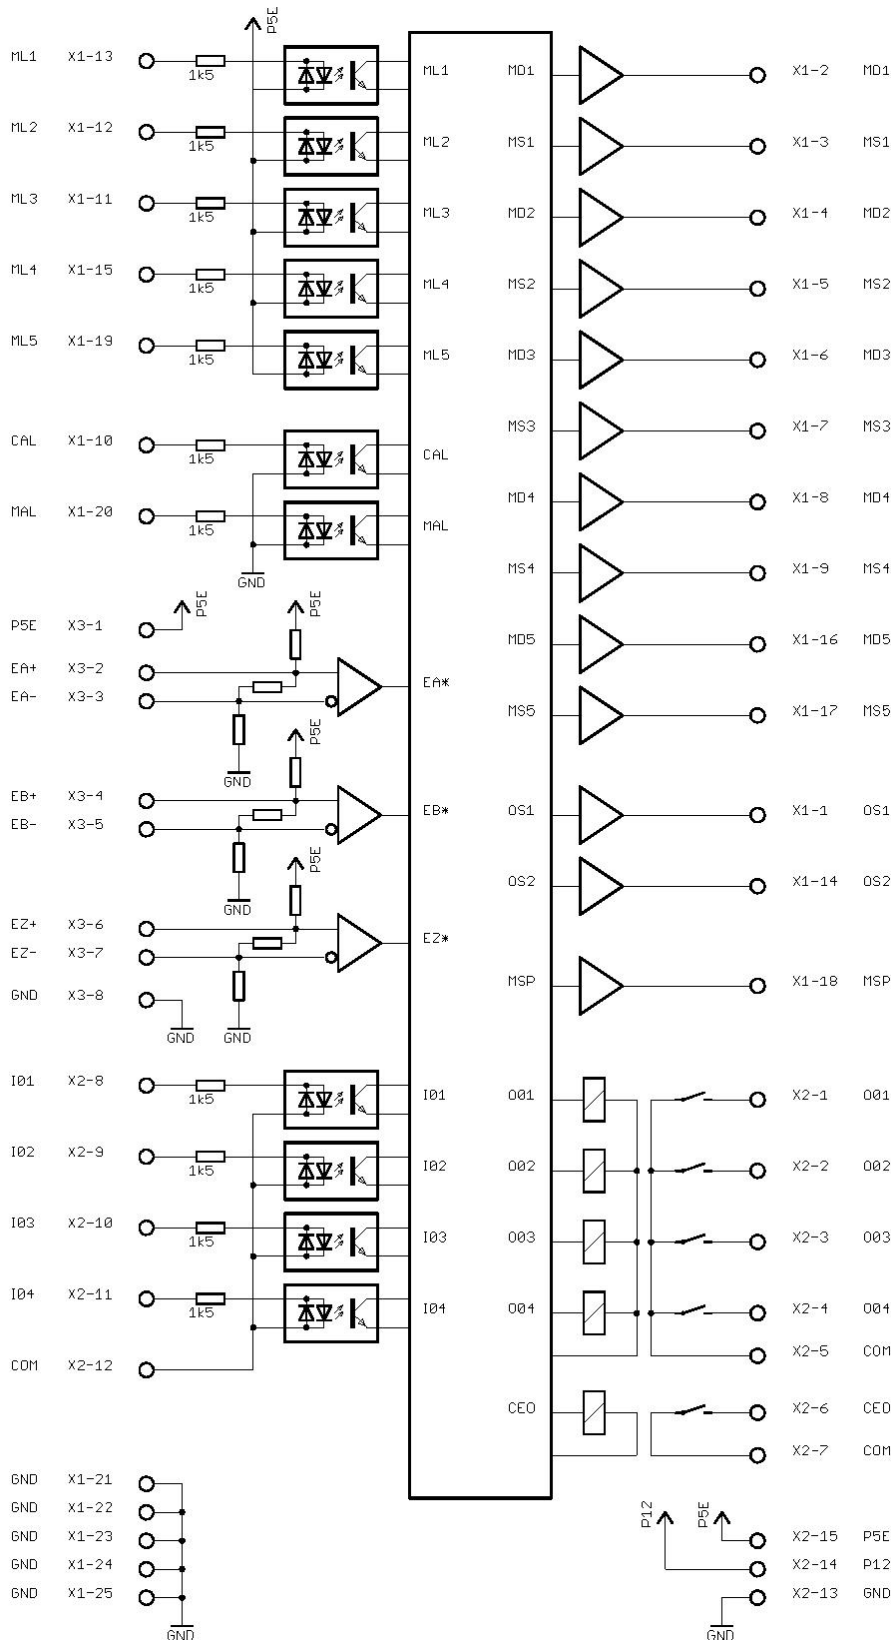 P5E
ML1 X1-13 1k5 ML1 MD1 X1-2 MD1
ML2 X1-12 1k5 ML2 MS1 X1-3 MS1
ML3 X1-11 1k5 ML3 MD2 X1-4 MD2
ML4 X1-15 1k5 ML4 MS2 X1-5 MS2
ML5 X1-19 1k5 ML5 MD3 X1-6 MD3
MS3 X1-7 MS3
CAL X1-10 1k5 CAL
MD4 X1-8 MD4
MAL X1-20 1k5 MAL
GND MS4 X1-9 MS4
P5E P5E
P5E X3-1
MD5 X1-16 MD5
EA+ X3-2
EA- X3-3 EA*
MS5 X1-17 MS5
P5E
GND
EB+ X3-4
EB- X3-5 EB* OS1 X1-1 OS1
P5E
OS2 X1-14 OS2
GND
EZ+ X3-6
EZ- X3-7 EZ*
MSP X1-18 MSP
GND X3-8
GND GND
I01 X2-8 1k5 I01 O01 X2-1 O01
I02 X2-9 1k5 I02 O02 X2-2 O02
I03 X2-10 1k5 I03 O03 X2-3 O03
I04 X2-11 1k5 I04 O04 X2-4 O04
X2-5 COM
COM X2-12
CEO X2-6 CEO
X2-7 COM
GND X1-21
GND X1-22
P12 P5E
GND X1-23 X2-15 P5E
GND X1-24 X2-14 P12
GND X1-25 X2-13 GND
GND GND